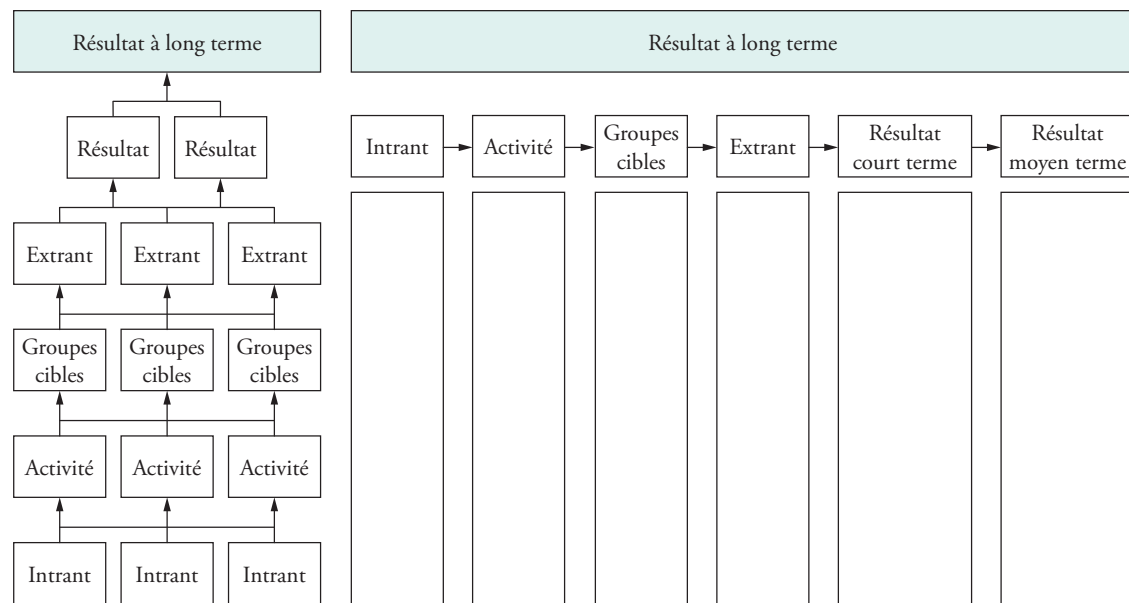 Résultat à long terme
Résultat
Résultat
Extrant
Extrant
Extrant
Groupes
cibles
Groupes
cibles
Groupes
cibles
Activité
Activité
Activité
Intrant
Intrant
Intrant
Résultat à long terme
Intrant
Activité
Groupes
cibles
Extrant
Résultat
court terme
Résultat
moyen terme